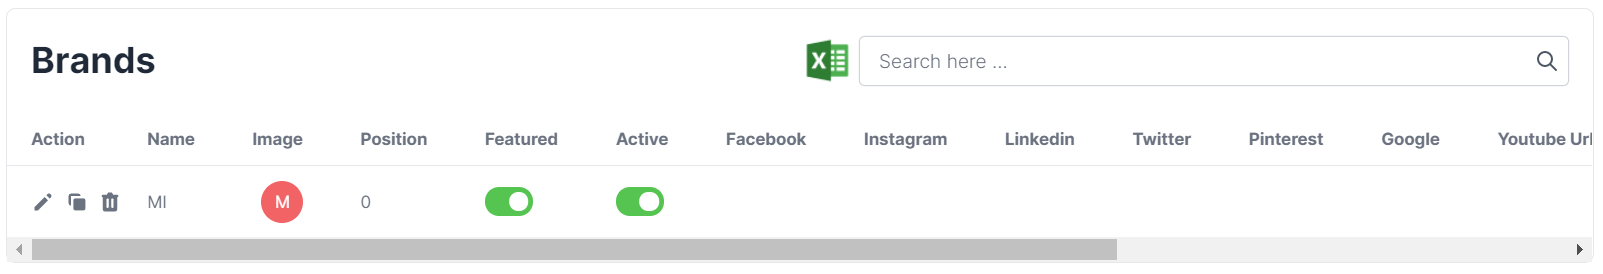 Brands
X
Search here ...
Action Name Image Position Featured Active Facebook Instagram Linkedin Twitter Pinterest Google Youtube Url
MI M 0